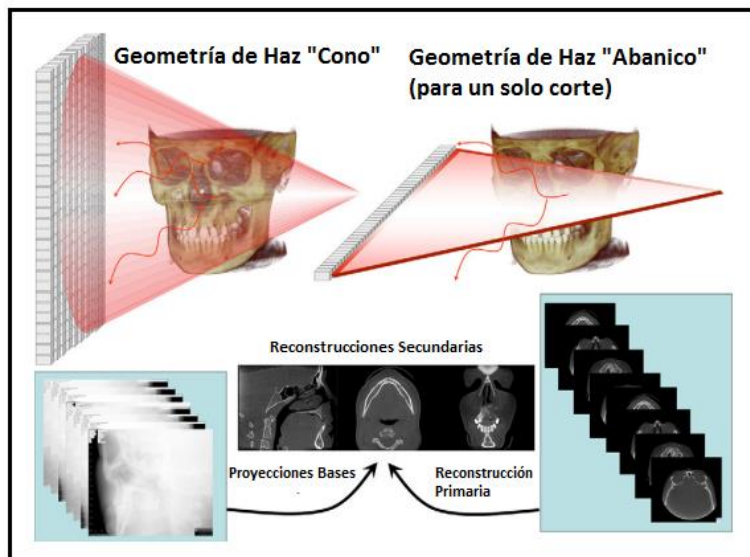 Geometría de Haz "Cono"
Geometría de Haz "Abanico"
(para un solo corte)
Reconstrucciones Secundarias
Proyecciones Bases
Reconstrucción
Primaria